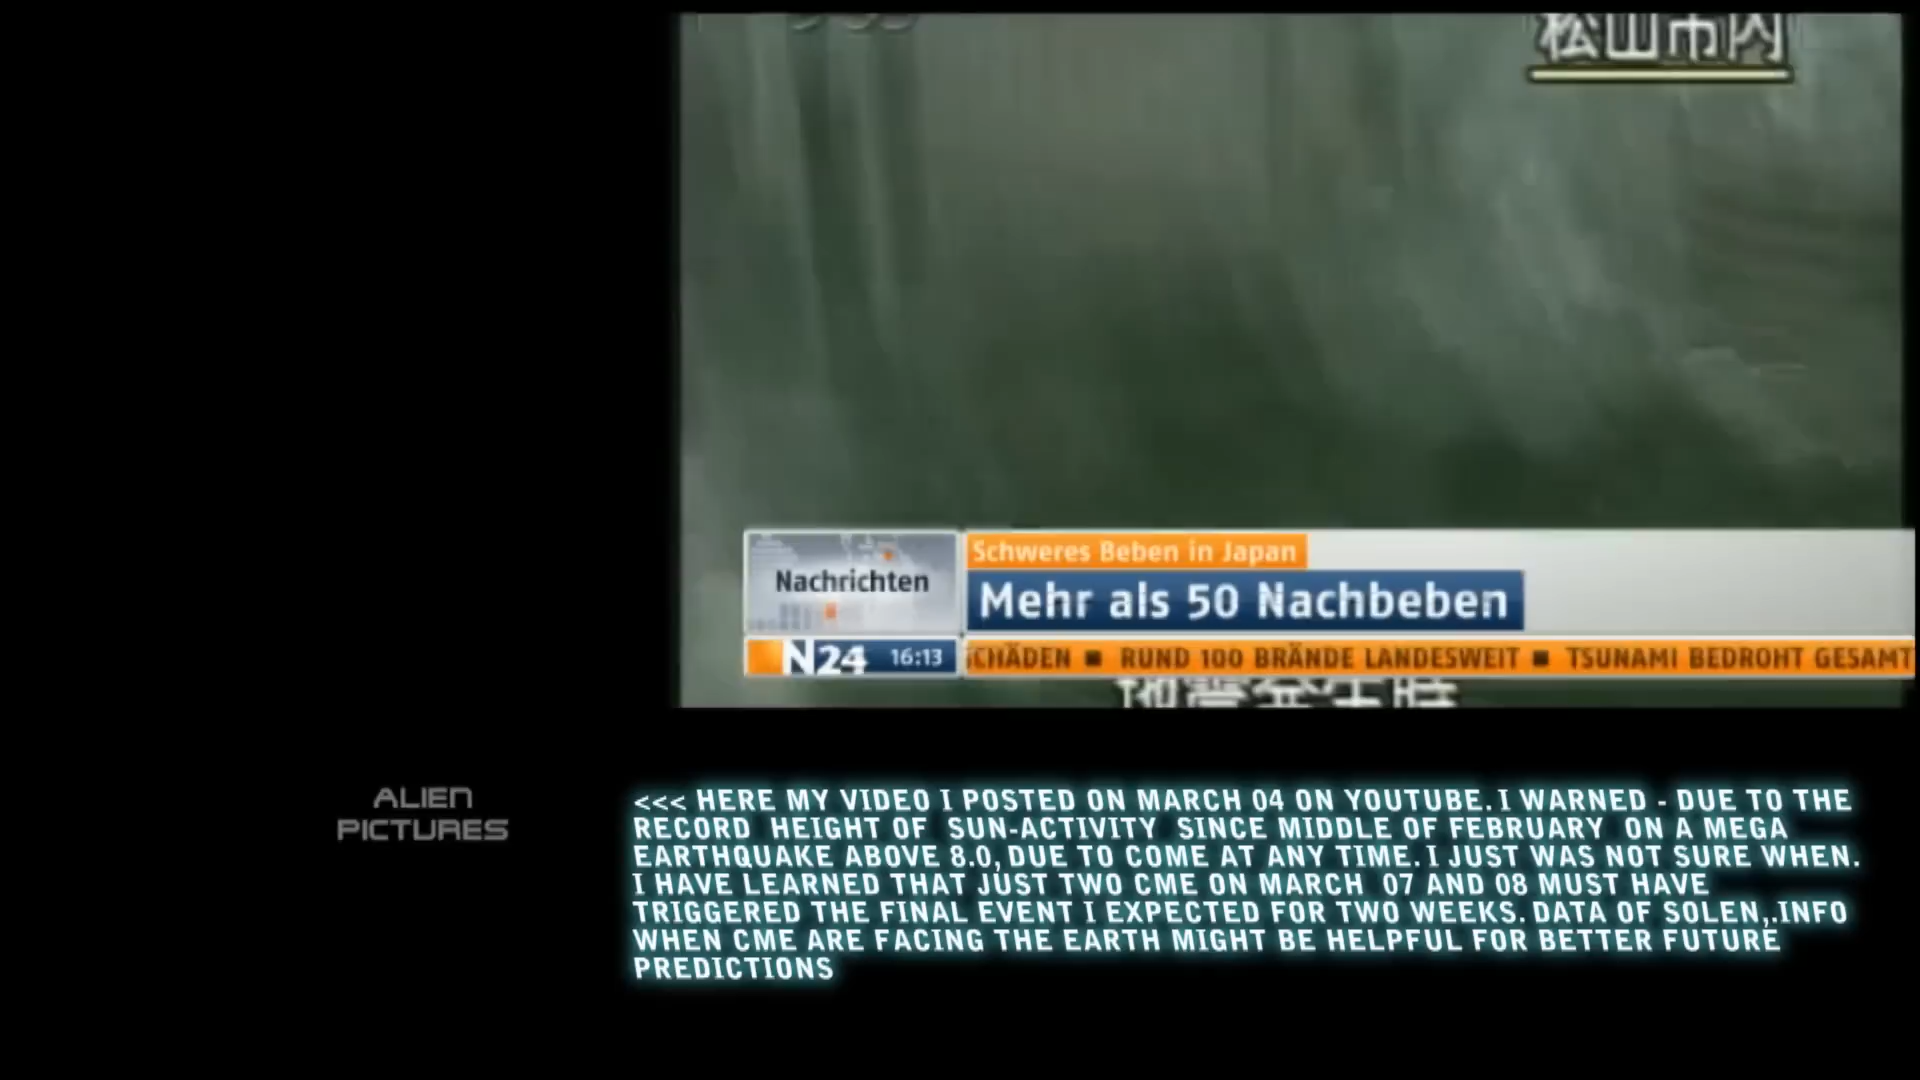 松山市内
Schweres Beben in Japan
Nachrichten
Mehr als 50 Nachbeben
N24 16:13 CHÄDEN ■ RUND 100 BRÄNDE LANDESWEIT ■ TSUNAMI BEDROHT GESAMT
地震発生時
ALIEN
PICTURES
<<< HERE MY VIDEO I POSTED ON MARCH 04 ON YOUTUBE. I WARNED - DUE TO THE
RECORD HEIGHT OF SUN-ACTIVITY SINCE MIDDLE OF FEBRUARY ON A MEGA
EARTHQUAKE ABOVE 8.0, DUE TO COME AT ANY TIME. I JUST WAS NOT SURE WHEN.
I HAVE LEARNED THAT JUST TWO CME ON MARCH 07 AND 08 MUST HAVE
TRIGGERED THE FINAL EVENT I EXPECTED FOR TWO WEEKS. DATA OF SOLEN,.INFO
WHEN CME ARE FACING THE EARTH MIGHT BE HELPFUL FOR BETTER FUTURE
PREDICTIONS